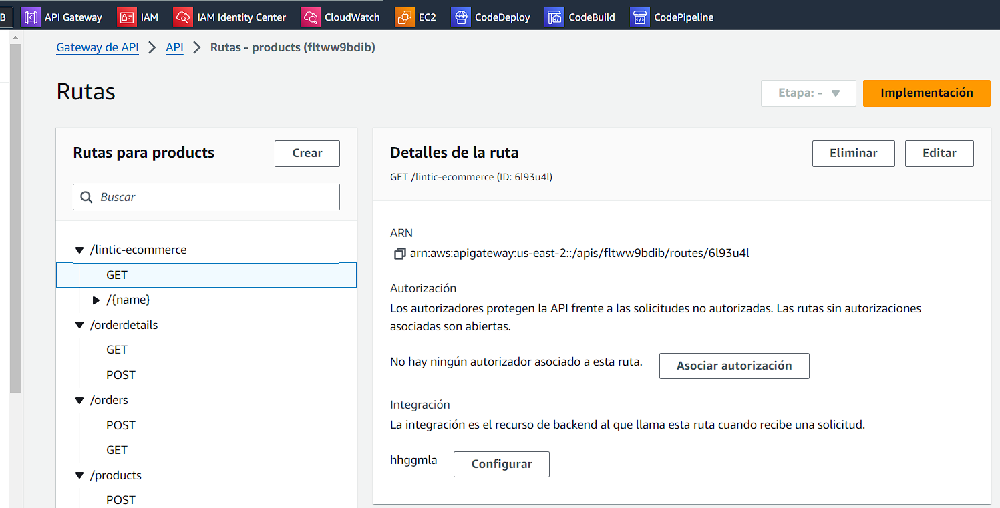 B API Gateway IAM IAM Identity Center CloudWatch EC2 CodeDeploy CodeBuild CodePipeline
Gateway de API > API > Rutas - products (fltww9bdib)
Rutas
Etapa: - ▼ Implementación
Rutas para products
Crear
Buscar
▼ /lintic-ecommerce
GET
▶ /{name}
▼ /orderdetails
GET
POST
▼ /orders
POST
GET
▼ /products
POST
Detalles de la ruta
Eliminar
Editar
GET /lintic-ecommerce (ID: 6l93u4l)
ARN
arn:aws:apigateway:us-east-2::/apis/fltww9bdib/routes/6l93u4l
Autorización
Los autorizadores protegen la API frente a las solicitudes no autorizadas. Las rutas sin autorizaciones
asociadas son abiertas.
No hay ningún autorizador asociado a esta ruta. Asociar autorización
Integración
La integración es el recurso de backend al que llama esta ruta cuando recibe una solicitud.
hhggmla Configurar